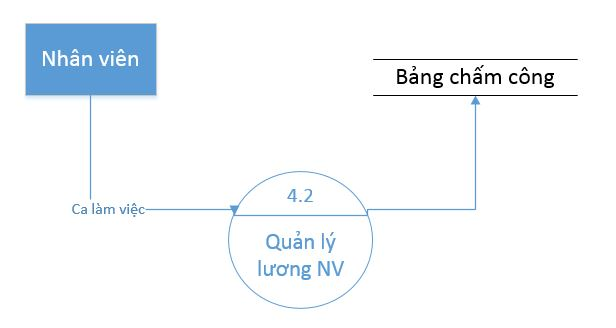 Nhân viên
Bảng chấm công
4.2
Ca làm việc
Quản lý
lương NV